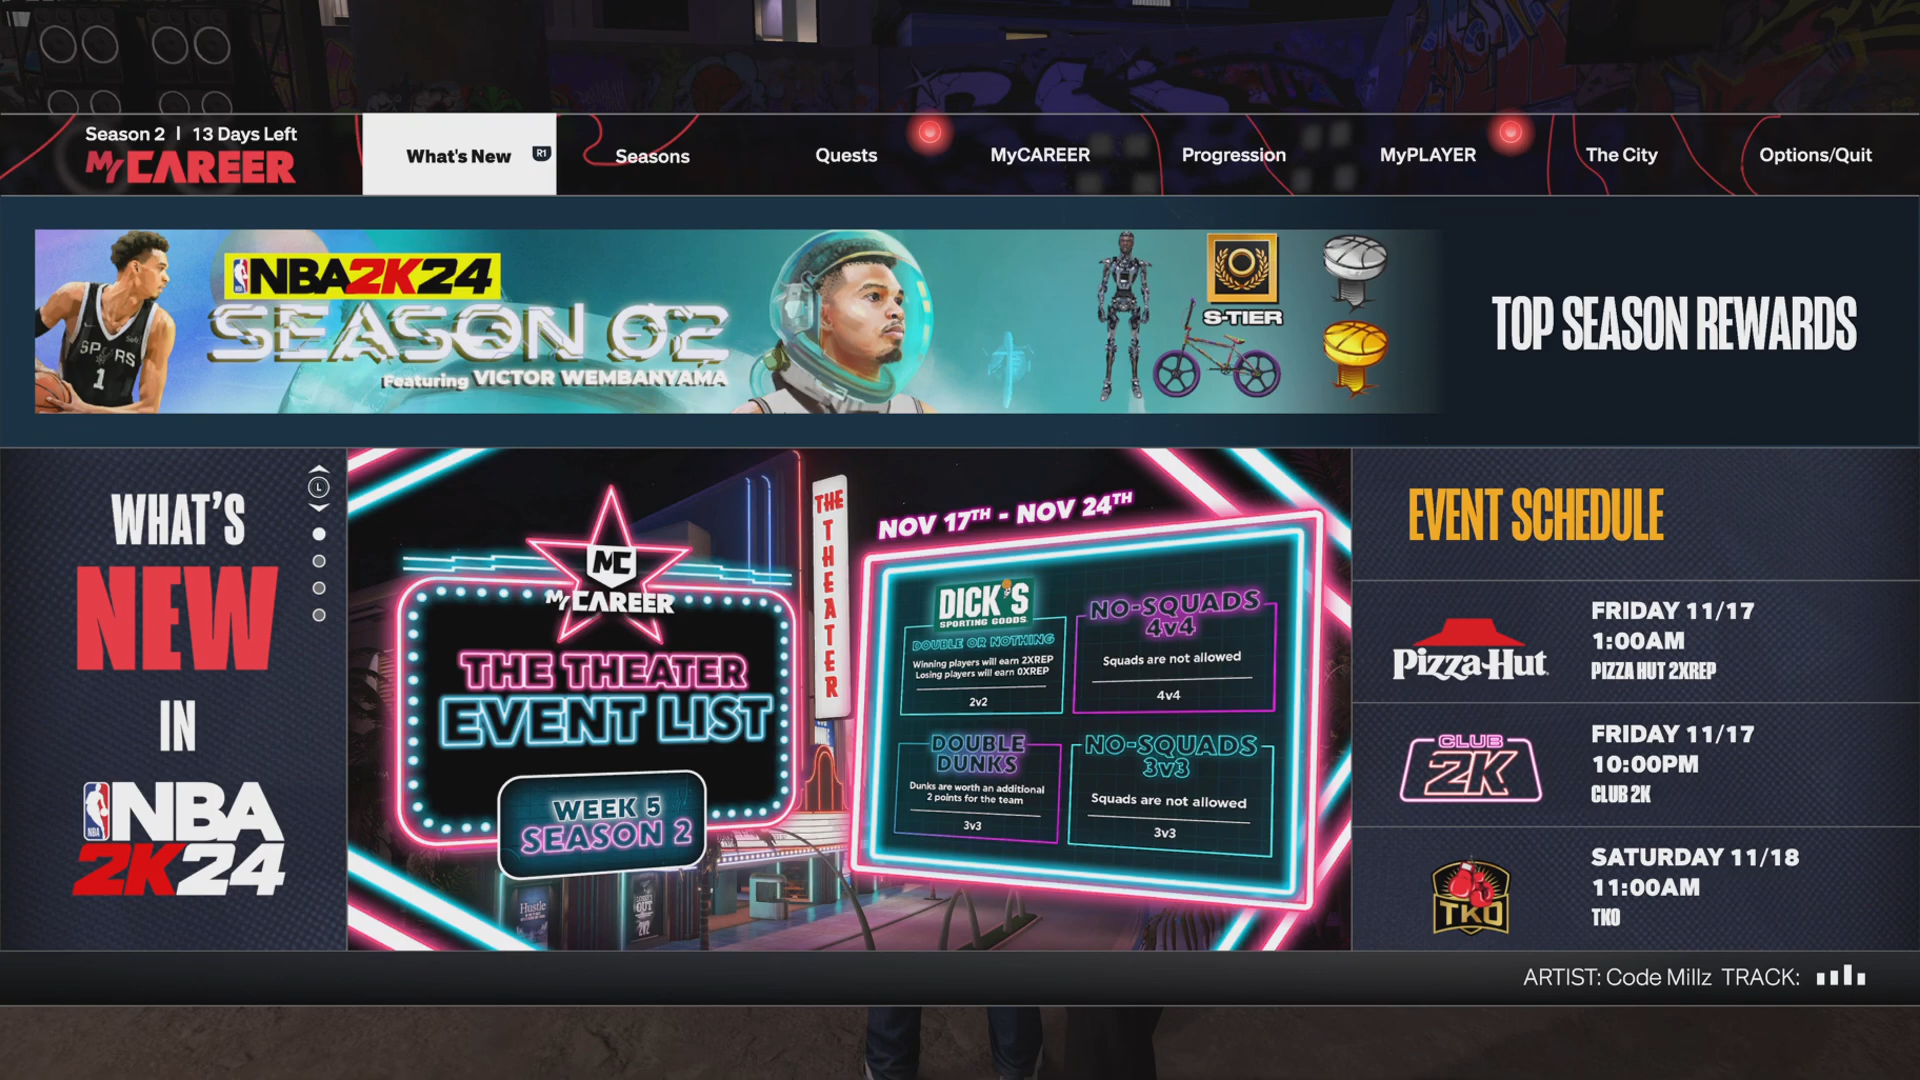 Season 2 | 13 Days Left
MyCAREER
What's New
R1
Seasons
Quests
MyCAREER
Progression
MyPLAYER
The City
Options/Quit
SPURS
1
NBA2K24
SEASON 02
Featuring VICTOR WEMBANYAMA
S-TIER
TOP SEASON REWARDS
WHAT'S
NEW
IN
NBA
NBA
2K24
L
MC
MyCAREER
THE THEATER
EVENT LIST
WEEK 5
SEASON 2
THE THEATER
Hustle
2V2
NOV 17TH - NOV 24TH
DICK'S
SPORTING GOODS
DOUBLE OR NOTHING
Winning players will earn 2XREP
Losing players will earn 0XREP
2v2
NO-SQUADS
4v4
Squads are not allowed
4v4
DOUBLE
DUNKS
Dunks are worth an additional
2 points for the team
3v3
NO-SQUADS
3v3
Squads are not allowed
3v3
EVENT SCHEDULE
Pizza Hut
FRIDAY 11/17
1:00AM
PIZZA HUT 2XREP
CLUB
2K
FRIDAY 11/17
10:00PM
CLUB 2K
TKO
SATURDAY 11/18
11:00AM
TKO
ARTIST: Code Millz TRACK: